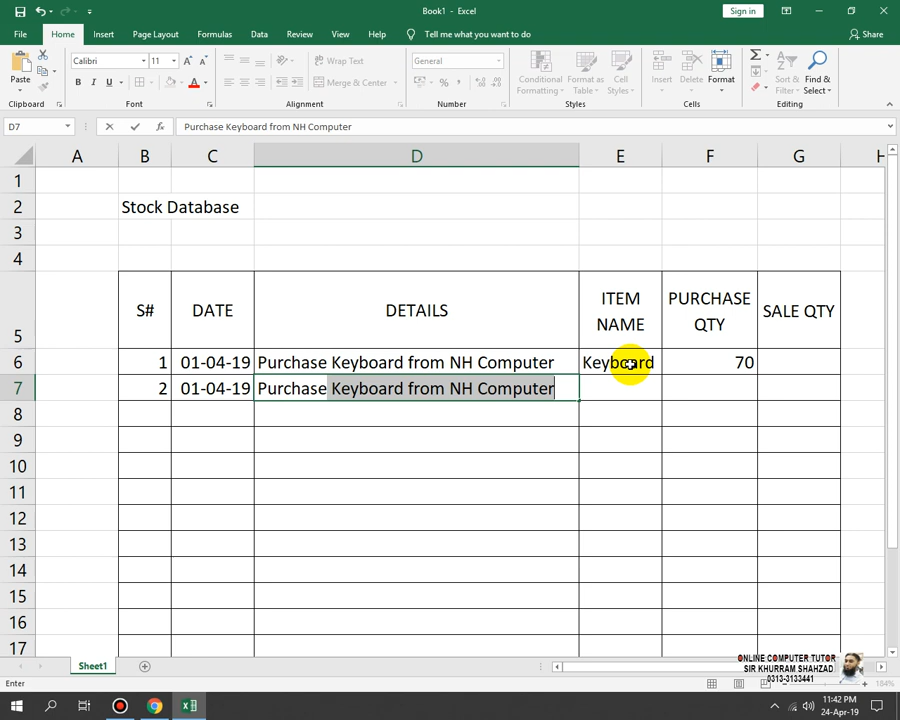 Book1 - Excel
Sign in
File Home Insert Page Layout Formulas Data Review View Help Tell me what you want to do Share
Paste
Clipboard
Calibri 11
B I U
Font
Wrap Text
Merge & Center
Alignment
General
Number
Conditional Formatting
Format as Table
Cell Styles
Styles
Insert Delete Format
Cells
Sort & Filter
Find & Select
Editing
D7 fx Purchase Keyboard from NH Computer
A B C D E F G H
1
2 Stock Database
3
4
5 S# DATE DETAILS ITEM NAME PURCHASE QTY SALE QTY
6 1 01-04-19 Purchase Keyboard from NH Computer Keyboard 70
7 2 01-04-19 Purchase Keyboard from NH Computer
8
9
10
11
12
13
14
15
16
17
Sheet1
ONLINE COMPUTER TUTOR
SIR KHURRAM SHAHZAD
0313-3133441
Enter 184%
11:42 PM
24-Apr-19